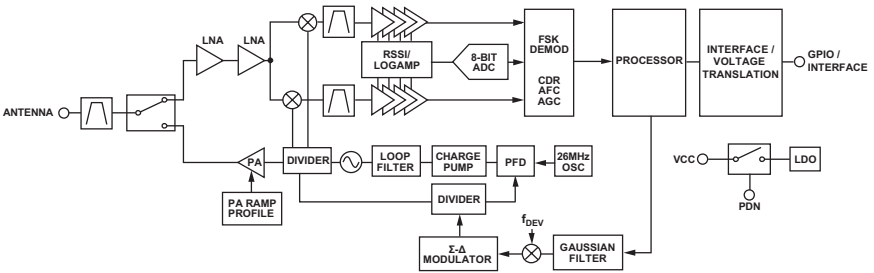 LNA
LNA
RSSI/
LOGAMP
8-BIT
ADC
FSK
DEMOD
CDR
AFC
AGC
PROCESSOR
INTERFACE /
VOLTAGE
TRANSLATION
GPIO /
INTERFACE
ANTENNA
PA
DIVIDER
LOOP
FILTER
CHARGE
PUMP
PFD
26MHz
OSC
VCC
LDO
PDN
PA RAMP
PROFILE
DIVIDER
fDEV
Σ-Δ
MODULATOR
GAUSSIAN
FILTER